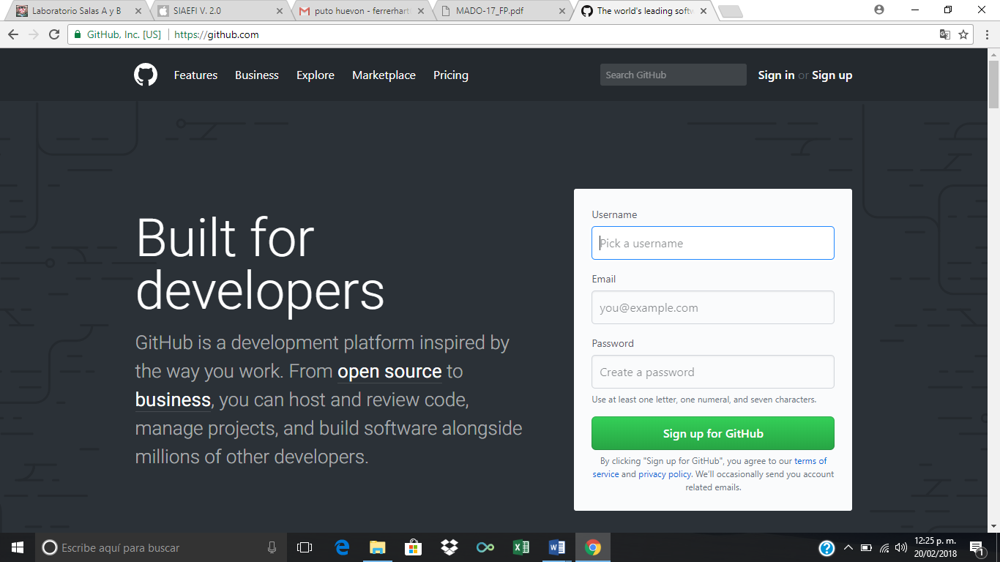 Laboratorio Salas A y B
SIAEFI V. 2.0
puto huevon - ferrerhart
MADO-17_FP.pdf
The world's leading softw
GitHub, Inc. [US]
https://github.com
Features
Business
Explore
Marketplace
Pricing
Search GitHub
Sign in or Sign up
Built for
developers
GitHub is a development platform inspired by
the way you work. From open source to
business, you can host and review code,
manage projects, and build software alongside
millions of other developers.
Username
Pick a username
Email
you@example.com
Password
Create a password
Use at least one letter, one numeral, and seven characters.
Sign up for GitHub
By clicking "Sign up for GitHub", you agree to our terms of
service and privacy policy. We’ll occasionally send you account
related emails.
Escribe aquí para buscar
12:25 p. m.
20/02/2018
1